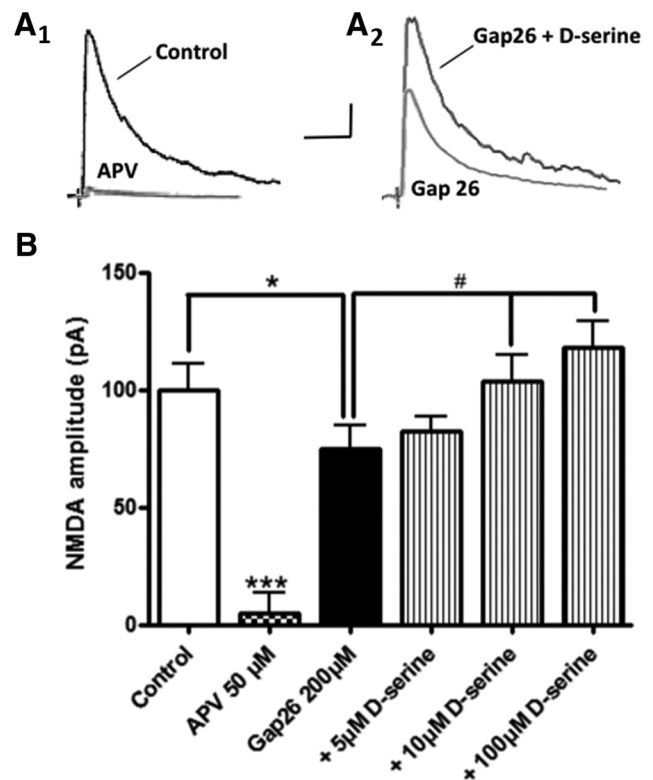 A1 A2
Control
Gap26 + D-serine
APV
Gap 26
B
NMDA amplitude (pA)
150
100
50
0
*
#
***
Control
APV 50 µM
Gap26 200µM
+ 5µM D-serine
+ 10µM D-serine
+ 100µM D-serine